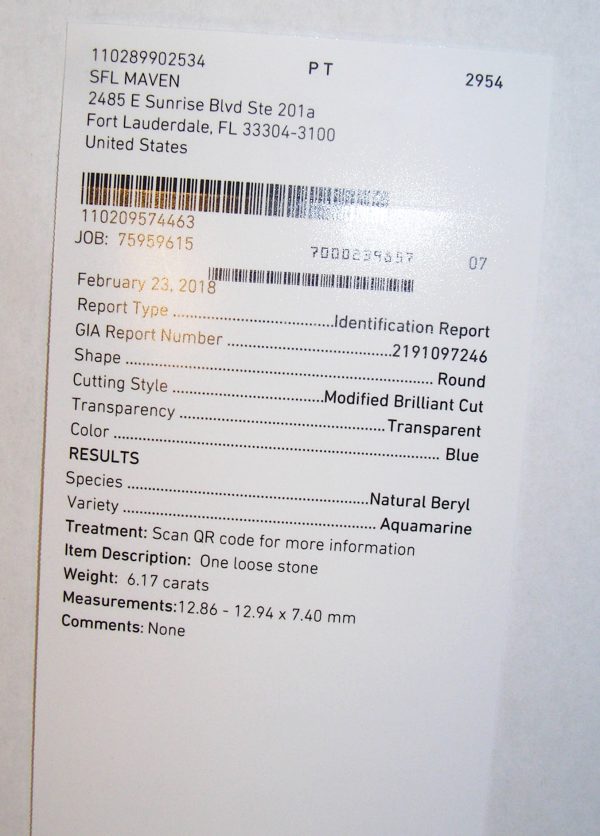 110289902534 PT 2954
SFL MAVEN
2485 E Sunrise Blvd Ste 201a
Fort Lauderdale, FL 33304-3100
United States
110209574463
JOB: 75959615 7000239657 07
February 23, 2018
Report Type ................................Identification Report
GIA Report Number ................................2191097246
Shape ................................ Round
Cutting Style ................................Modified Brilliant Cut
Transparency ................................Transparent
Color ................................ Blue
RESULTS
Species ................................Natural Beryl
Variety ................................ Aquamarine
Treatment: Scan QR code for more information
Item Description: One loose stone
Weight: 6.17 carats
Measurements:12.86 - 12.94 x 7.40 mm
Comments: None